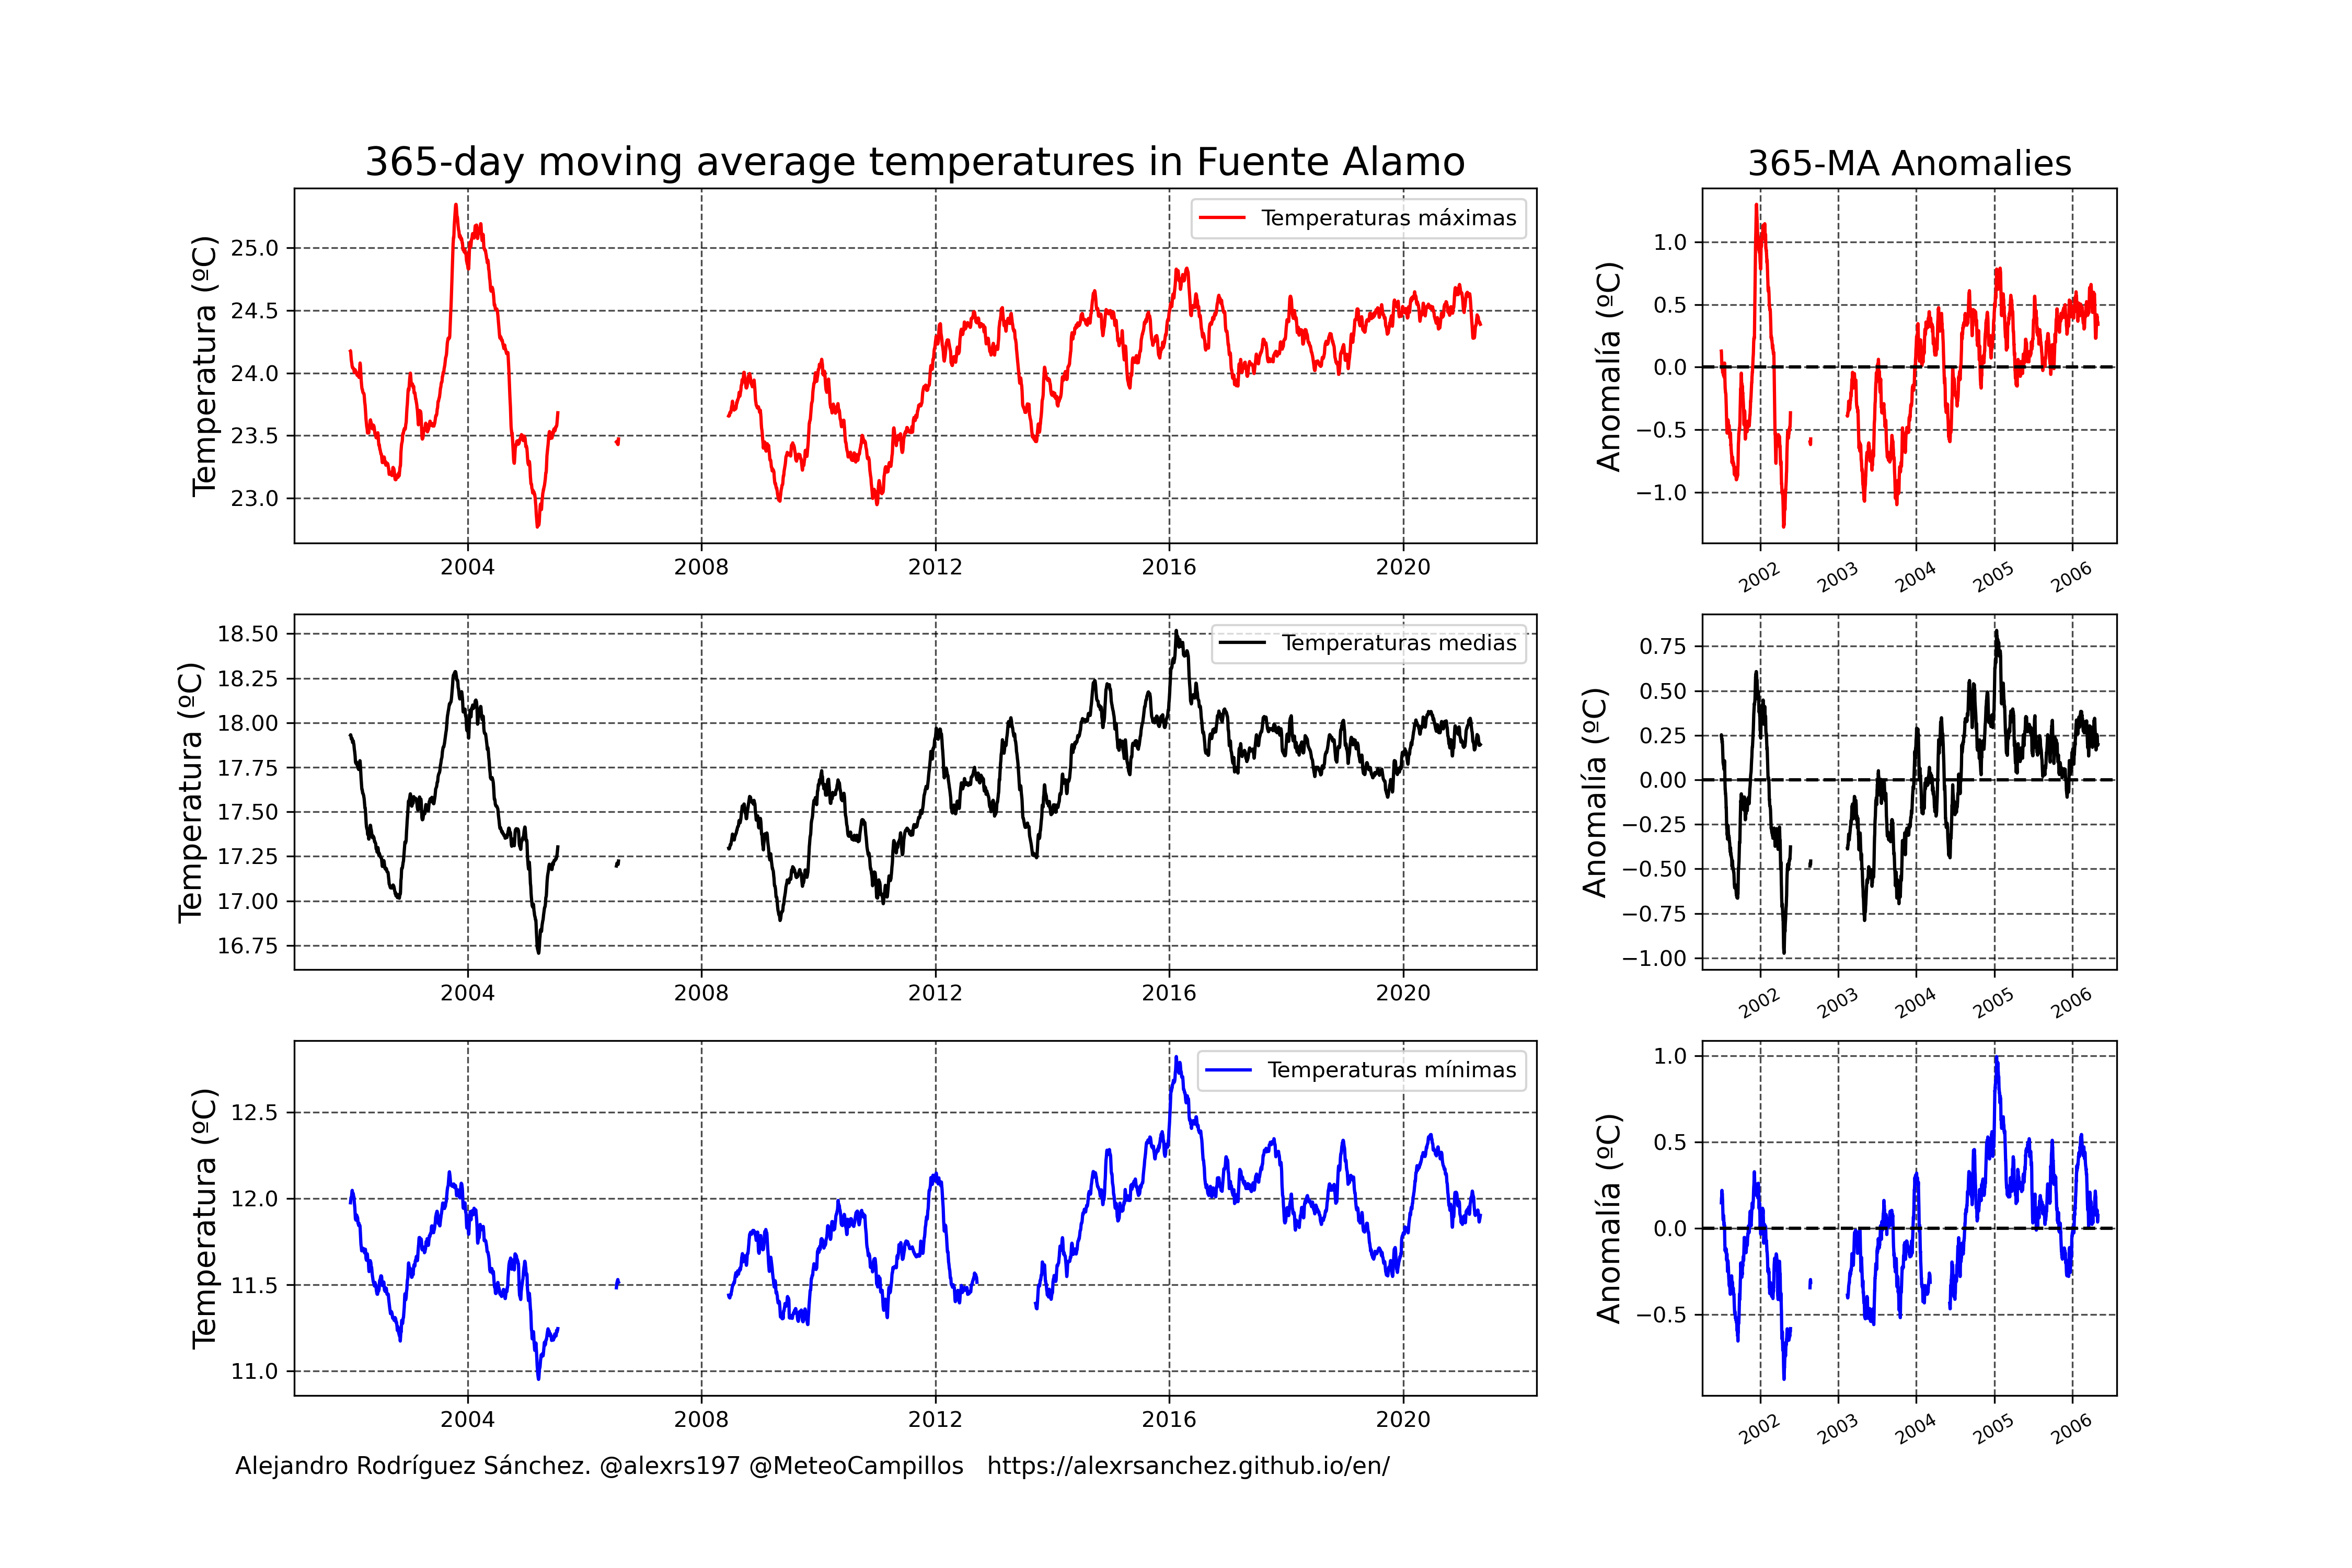 365-day moving average temperatures in Fuente Alamo
365-MA Anomalies
Temperatura (ºC)
25.0
24.5
24.0
23.5
23.0
Temperaturas máximas
2004 2008 2012 2016 2020
Anomalía (ºC)
1.0
0.5
0.0
−0.5
−1.0
2002 2003 2004 2005 2006
Temperatura (ºC)
18.50
18.25
18.00
17.75
17.50
17.25
17.00
16.75
Temperaturas medias
2004 2008 2012 2016 2020
Anomalía (ºC)
0.75
0.50
0.25
0.00
−0.25
−0.50
−0.75
−1.00
2002 2003 2004 2005 2006
Temperatura (ºC)
12.5
12.0
11.5
11.0
Temperaturas mínimas
2004 2008 2012 2016 2020
Anomalía (ºC)
1.0
0.5
0.0
−0.5
2002 2003 2004 2005 2006
Alejandro Rodríguez Sánchez. @alexrs197 @MeteoCampillos https://alexrsanchez.github.io/en/